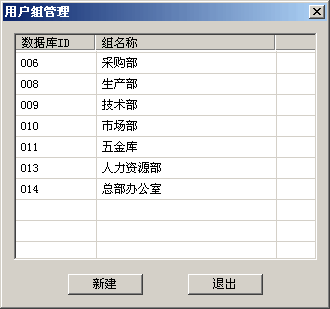 用户组管理
数据库ID 组名称
006 采购部
008 生产部
009 技术部
010 市场部
011 五金库
013 人力资源部
014 总部办公室
新建 退出